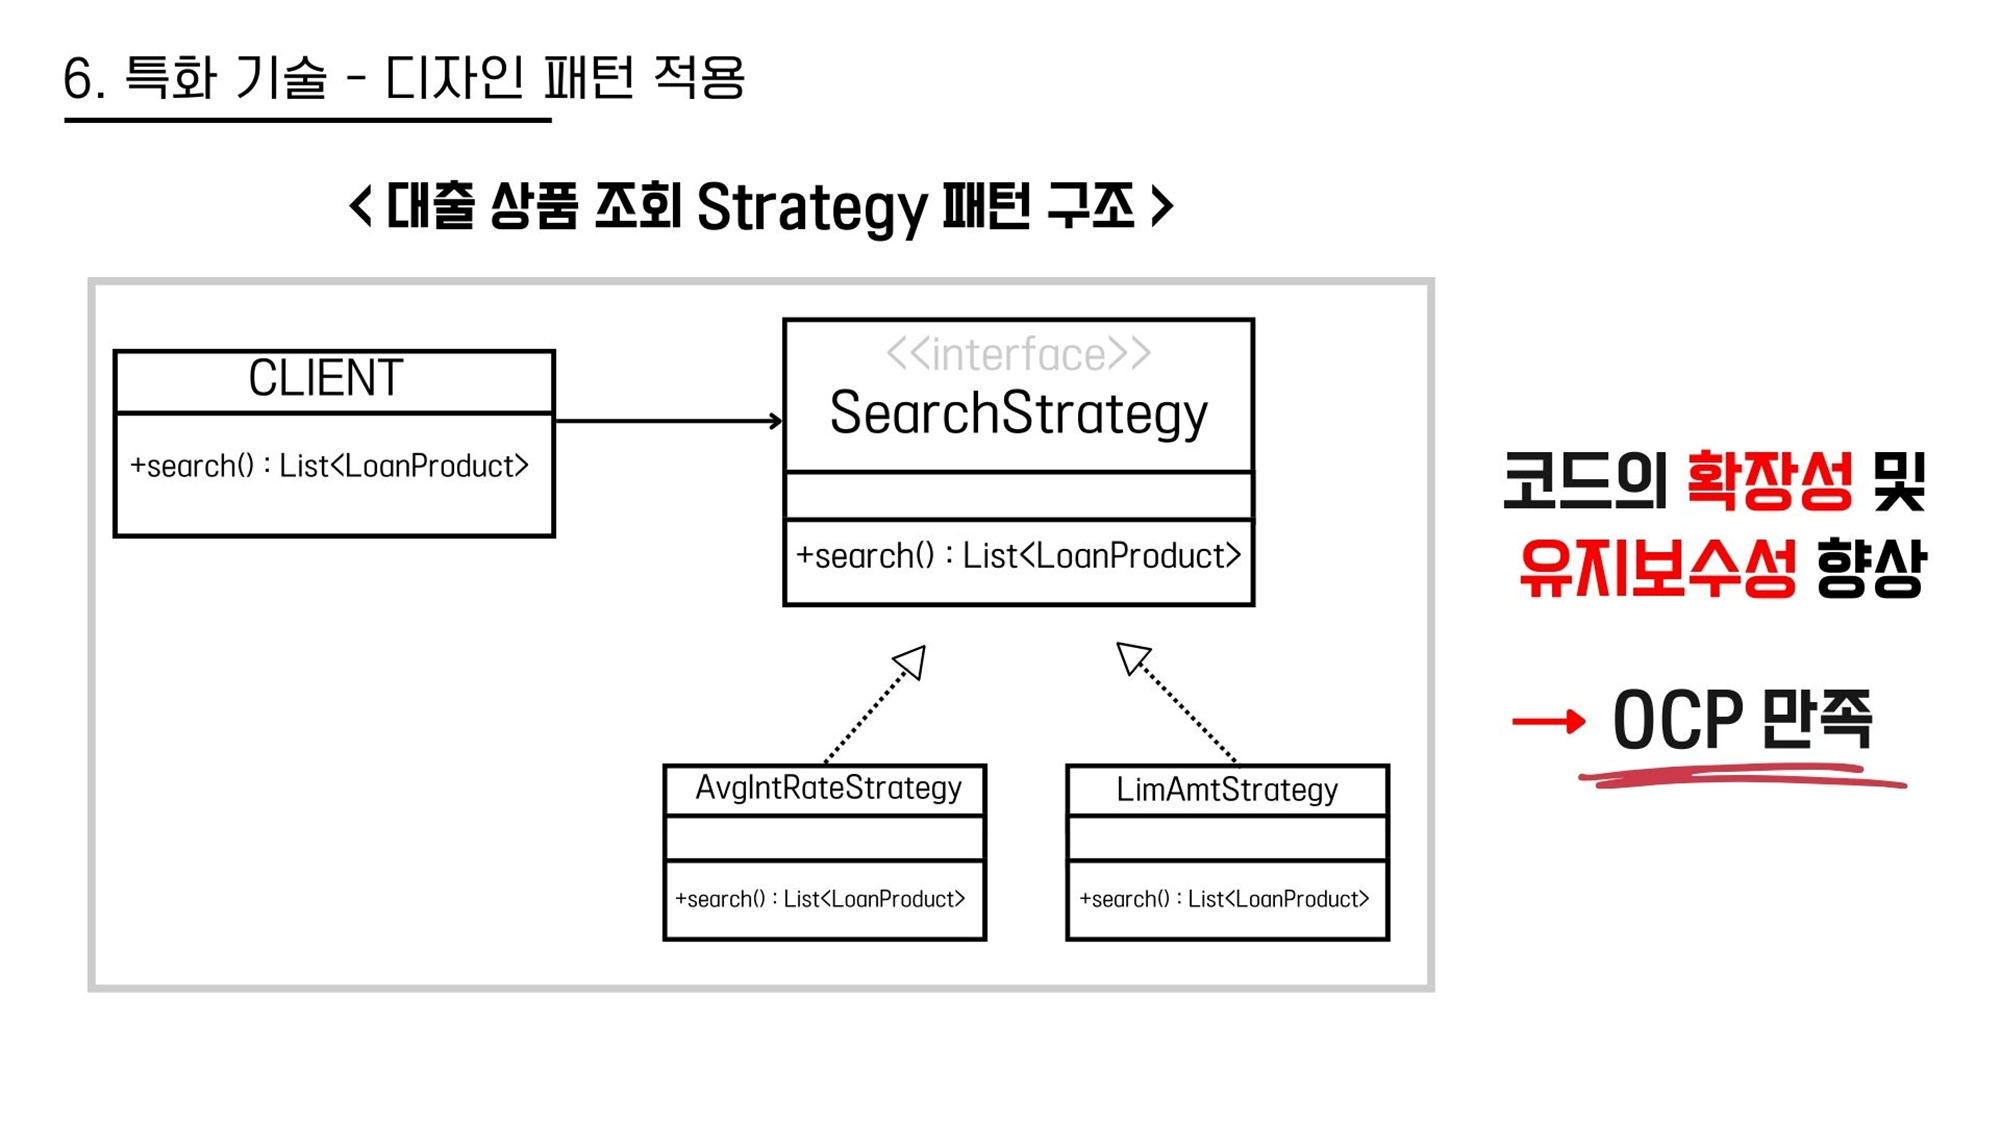 6. 특화 기술 - 디자인 패턴 적용
< 대출 상품 조회 Strategy 패턴 구조 >
CLIENT
+search() : List<LoanProduct>
<<interface>>
SearchStrategy
+search() : List<LoanProduct>
AvgIntRateStrategy
+search() : List<LoanProduct>
LimAmtStrategy
+search() : List<LoanProduct>
코드의 확장성 및
유지보수성 향상
→ OCP 만족